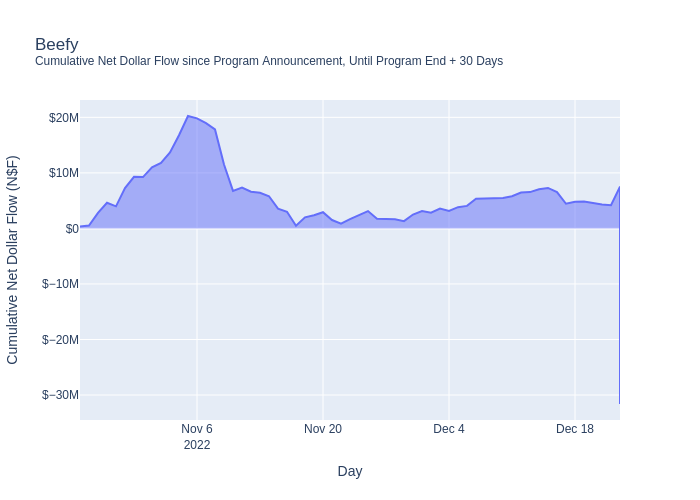 Beefy
Cumulative Net Dollar Flow since Program Announcement, Until Program End + 30 Days
Cumulative Net Dollar Flow (N$F)
$20M
$10M
$0
$−10M
$−20M
$−30M
Nov 6
2022
Nov 20
Dec 4
Dec 18
Day